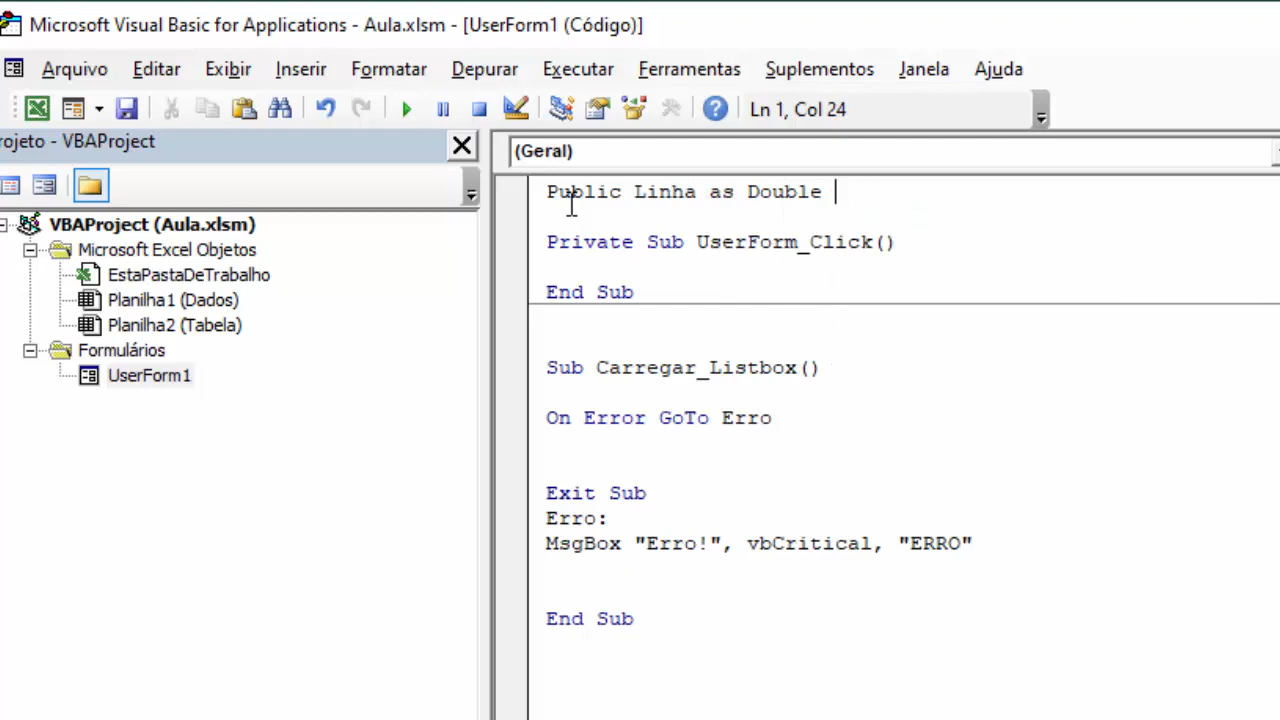 Microsoft Visual Basic for Applications - Aula.xlsm - [UserForm1 (Código)]
Arquivo Editar Exibir Inserir Formatar Depurar Executar Ferramentas Suplementos Janela Ajuda
Ln 1, Col 24
rojeto - VBAProject
(Geral)
VBAProject (Aula.xlsm)
Microsoft Excel Objetos
EstaPastaDeTrabalho
Planilha1 (Dados)
Planilha2 (Tabela)
Formulários
UserForm1
Public Linha as Double
Private Sub UserForm_Click()
End Sub
Sub Carregar_Listbox()
On Error GoTo Erro
Exit Sub
Erro:
MsgBox "Erro!", vbCritical, "ERRO"
End Sub